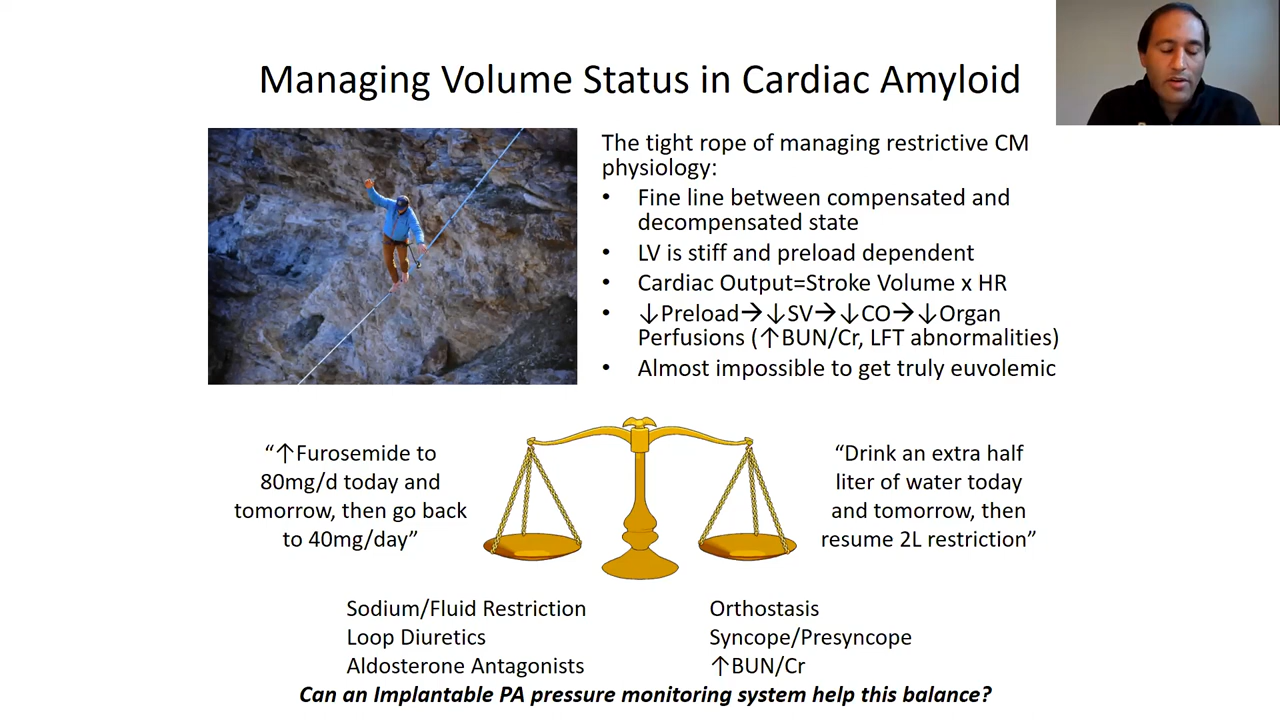 Managing Volume Status in Cardiac Amyloid
The tight rope of managing restrictive CM
physiology:
• Fine line between compensated and
decompensated state
• LV is stiff and preload dependent
• Cardiac Output=Stroke Volume x HR
• ↓Preload→↓SV→↓CO→↓Organ
Perfusions (↑BUN/Cr, LFT abnormalities)
• Almost impossible to get truly euvolemic
“↑Furosemide to
80mg/d today and
tomorrow, then go back
to 40mg/day”
“Drink an extra half
liter of water today
and tomorrow, then
resume 2L restriction”
Sodium/Fluid Restriction
Loop Diuretics
Aldosterone Antagonists
Orthostasis
Syncope/Presyncope
↑BUN/Cr
Can an Implantable PA pressure monitoring system help this balance?